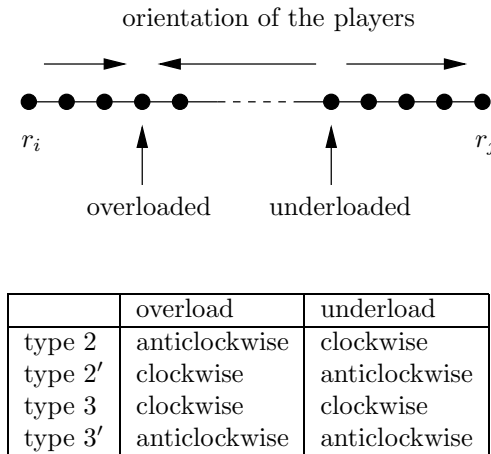 orientation of the players
r_i r_j
overloaded underloaded
overload underload
type 2 anticlockwise clockwise
type 2′ clockwise anticlockwise
type 3 clockwise clockwise
type 3′ anticlockwise anticlockwise